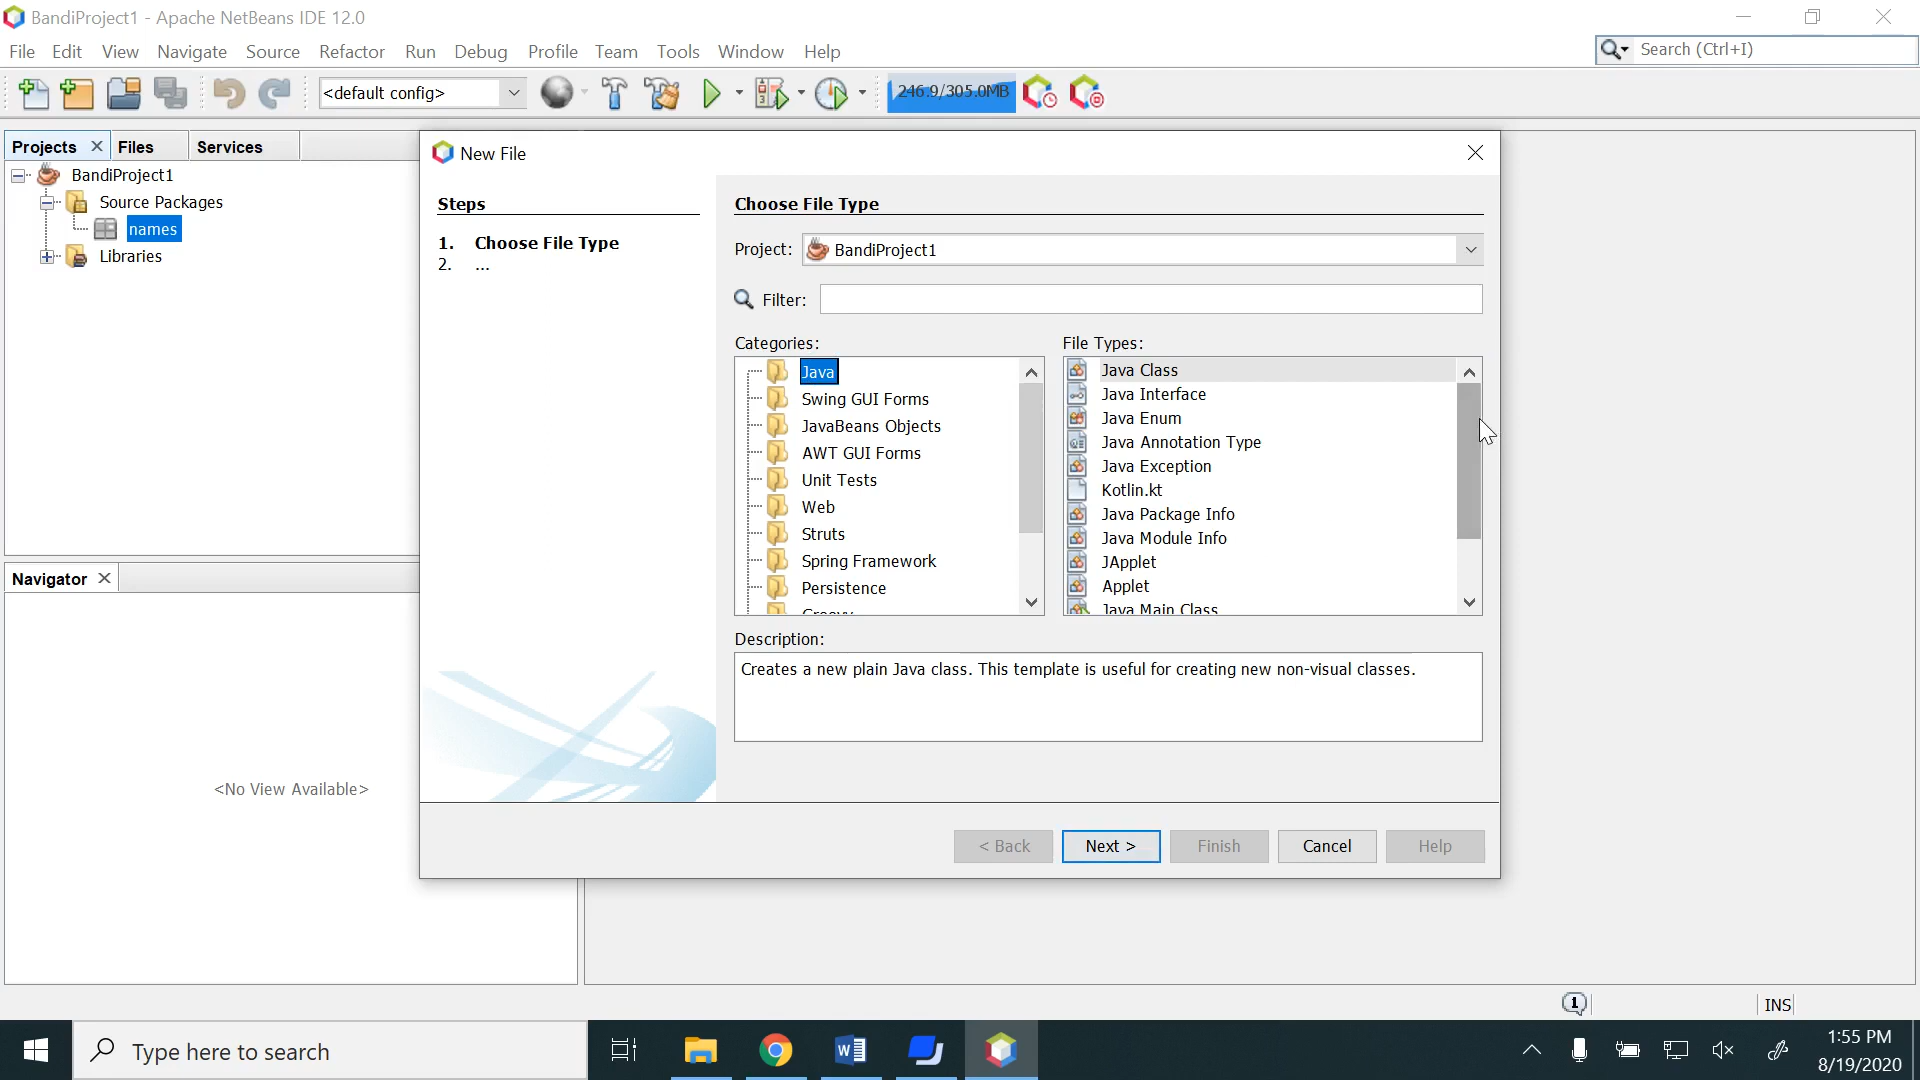 BandiProject1 - Apache NetBeans IDE 12.0
File Edit View Navigate Source Refactor Run Debug Profile Team Tools Window Help
Search (Ctrl+I)
<default config>
246.9/305.0MB
Projects Files Services
BandiProject1
Source Packages
names
Libraries
Navigator
<No View Available>
New File
Steps
1. Choose File Type
2. ...
Choose File Type
Project: BandiProject1
Filter:
Categories:
Java
Swing GUI Forms
JavaBeans Objects
AWT GUI Forms
Unit Tests
Web
Struts
Spring Framework
Persistence
Groovy
File Types:
Java Class
Java Interface
Java Enum
Java Annotation Type
Java Exception
Kotlin.kt
Java Package Info
Java Module Info
JApplet
Applet
Java Main Class
Description:
Creates a new plain Java class. This template is useful for creating new non-visual classes.
< Back Next > Finish Cancel Help
INS
Type here to search
1:55 PM
8/19/2020